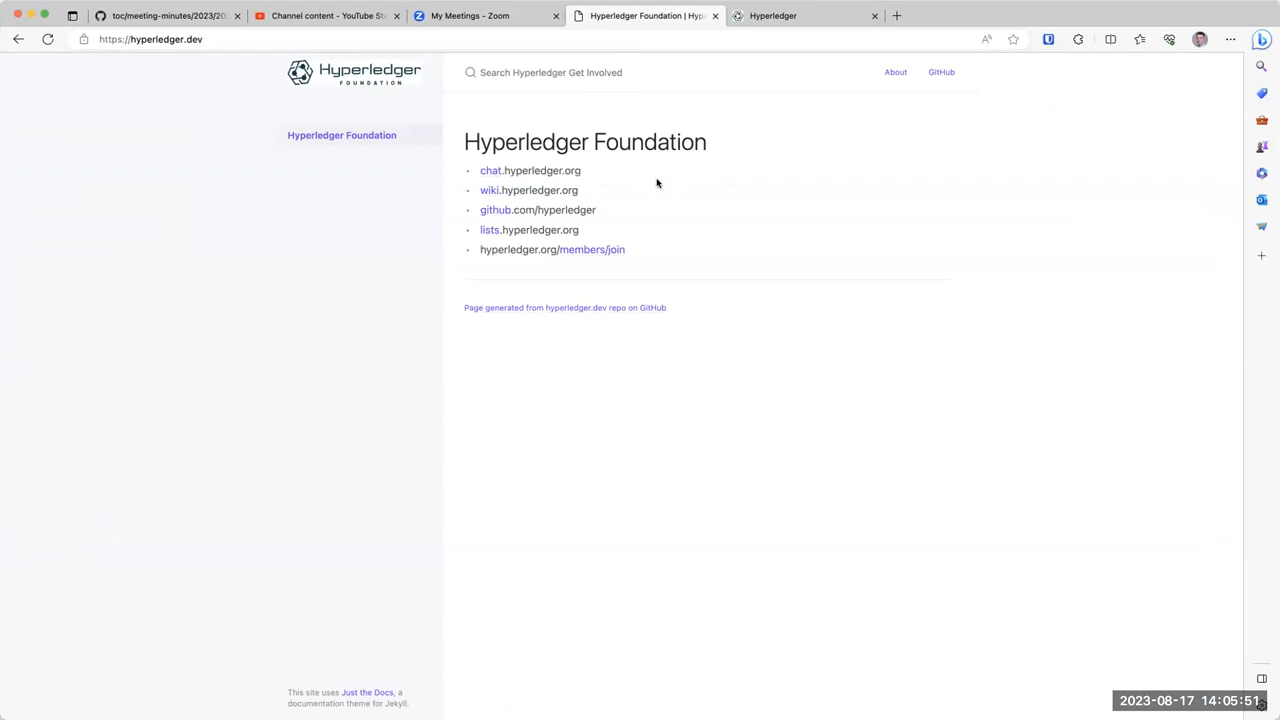 toc/meeting-minutes/2023/20
Channel content - YouTube St
My Meetings - Zoom
Hyperledger Foundation | Hype
Hyperledger
https://hyperledger.dev
HYPERLEDGER
FOUNDATION
Search Hyperledger Get Involved
About
GitHub
Hyperledger Foundation
Hyperledger Foundation
chat.hyperledger.org
wiki.hyperledger.org
github.com/hyperledger
lists.hyperledger.org
hyperledger.org/members/join
Page generated from hyperledger.dev repo on GitHub
This site uses Just the Docs, a
documentation theme for Jekyll.
2023-08-17 14:05:51